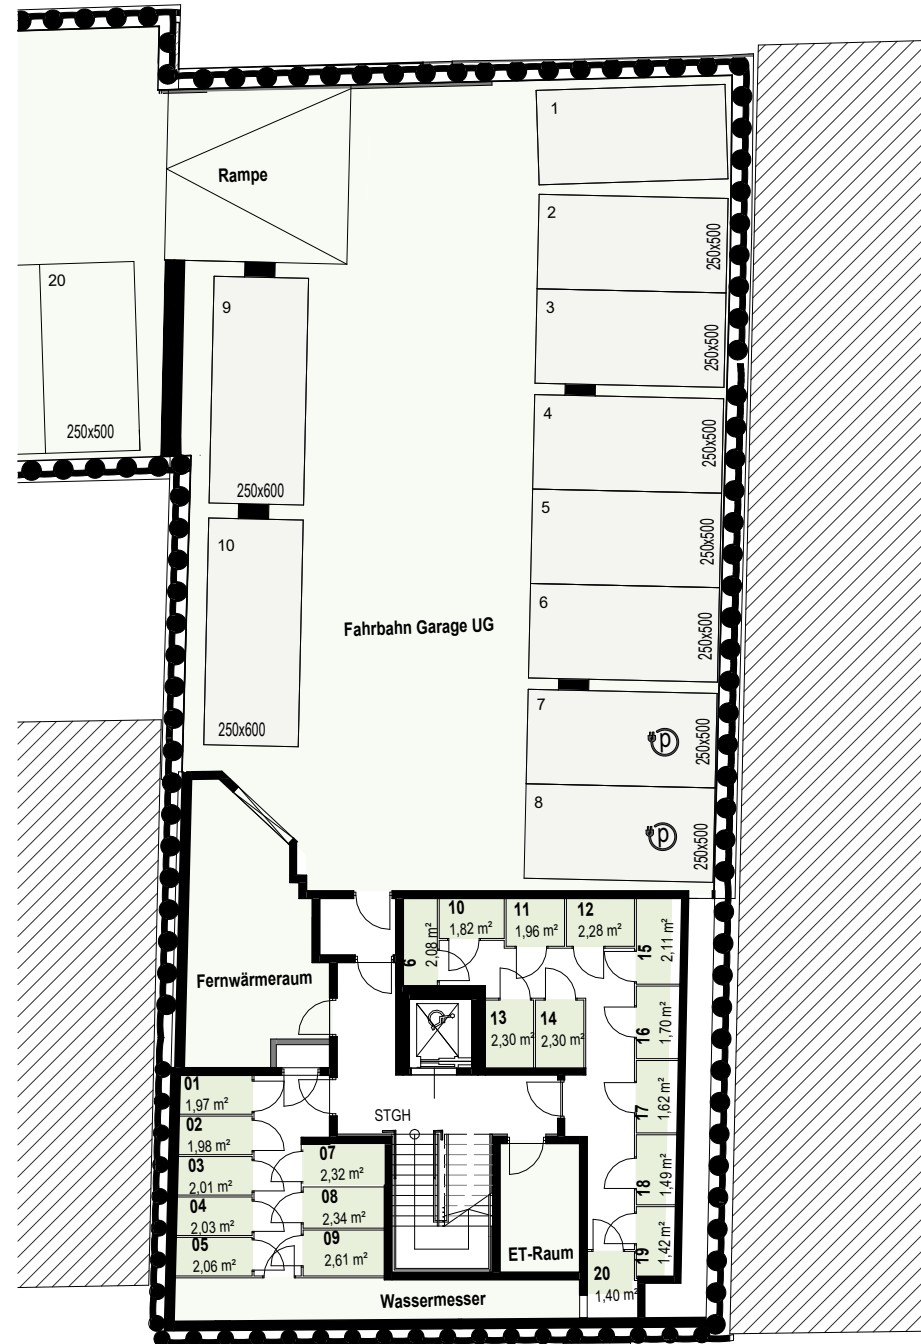 1
Rampe
2
250x500
20
9
3
250x500
4
250x500
250x500
250x600
5
250x500
10
6
250x500
Fahrbahn Garage UG
7
250x500
p
250x600
8
250x500
p
10
1,82 m²
11
1,96 m²
12
2,28 m²
6
2,08 m²
15
2,11 m²
Fernwärmeraum
13
2,30 m²
14
2,30 m²
16
1,70 m²
01
1,97 m²
17
1,62 m²
STGH
02
1,98 m²
07
2,32 m²
03
2,01 m²
18
1,49 m²
08
2,34 m²
04
2,03 m²
09
2,61 m²
05
2,06 m²
ET-Raum
19
1,42 m²
20
1,40 m²
Wassermesser